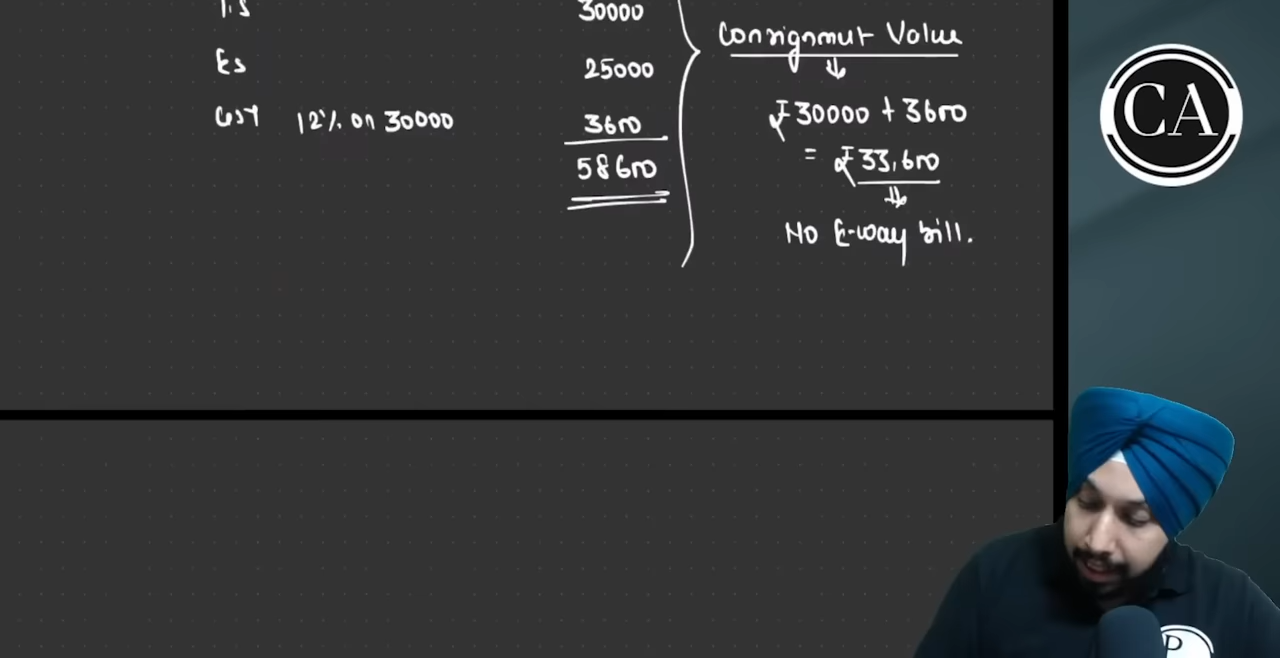 T.S 30000
ES 25000
GST 12% on 30000 3600
58600
Consignment Value
₹30000 + 3600
= ₹33,600
No E-way bill.
CA
P